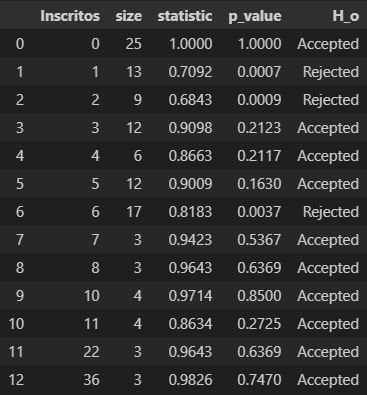 Inscritos size statistic p_value H_o
0 0 25 1.0000 1.0000 Accepted
1 1 13 0.7092 0.0007 Rejected
2 2 9 0.6843 0.0009 Rejected
3 3 12 0.9098 0.2123 Accepted
4 4 6 0.8663 0.2117 Accepted
5 5 12 0.9009 0.1630 Accepted
6 6 17 0.8183 0.0037 Rejected
7 7 3 0.9423 0.5367 Accepted
8 8 3 0.9643 0.6369 Accepted
9 10 4 0.9714 0.8500 Accepted
10 11 4 0.8634 0.2725 Accepted
11 22 3 0.9643 0.6369 Accepted
12 36 3 0.9826 0.7470 Accepted